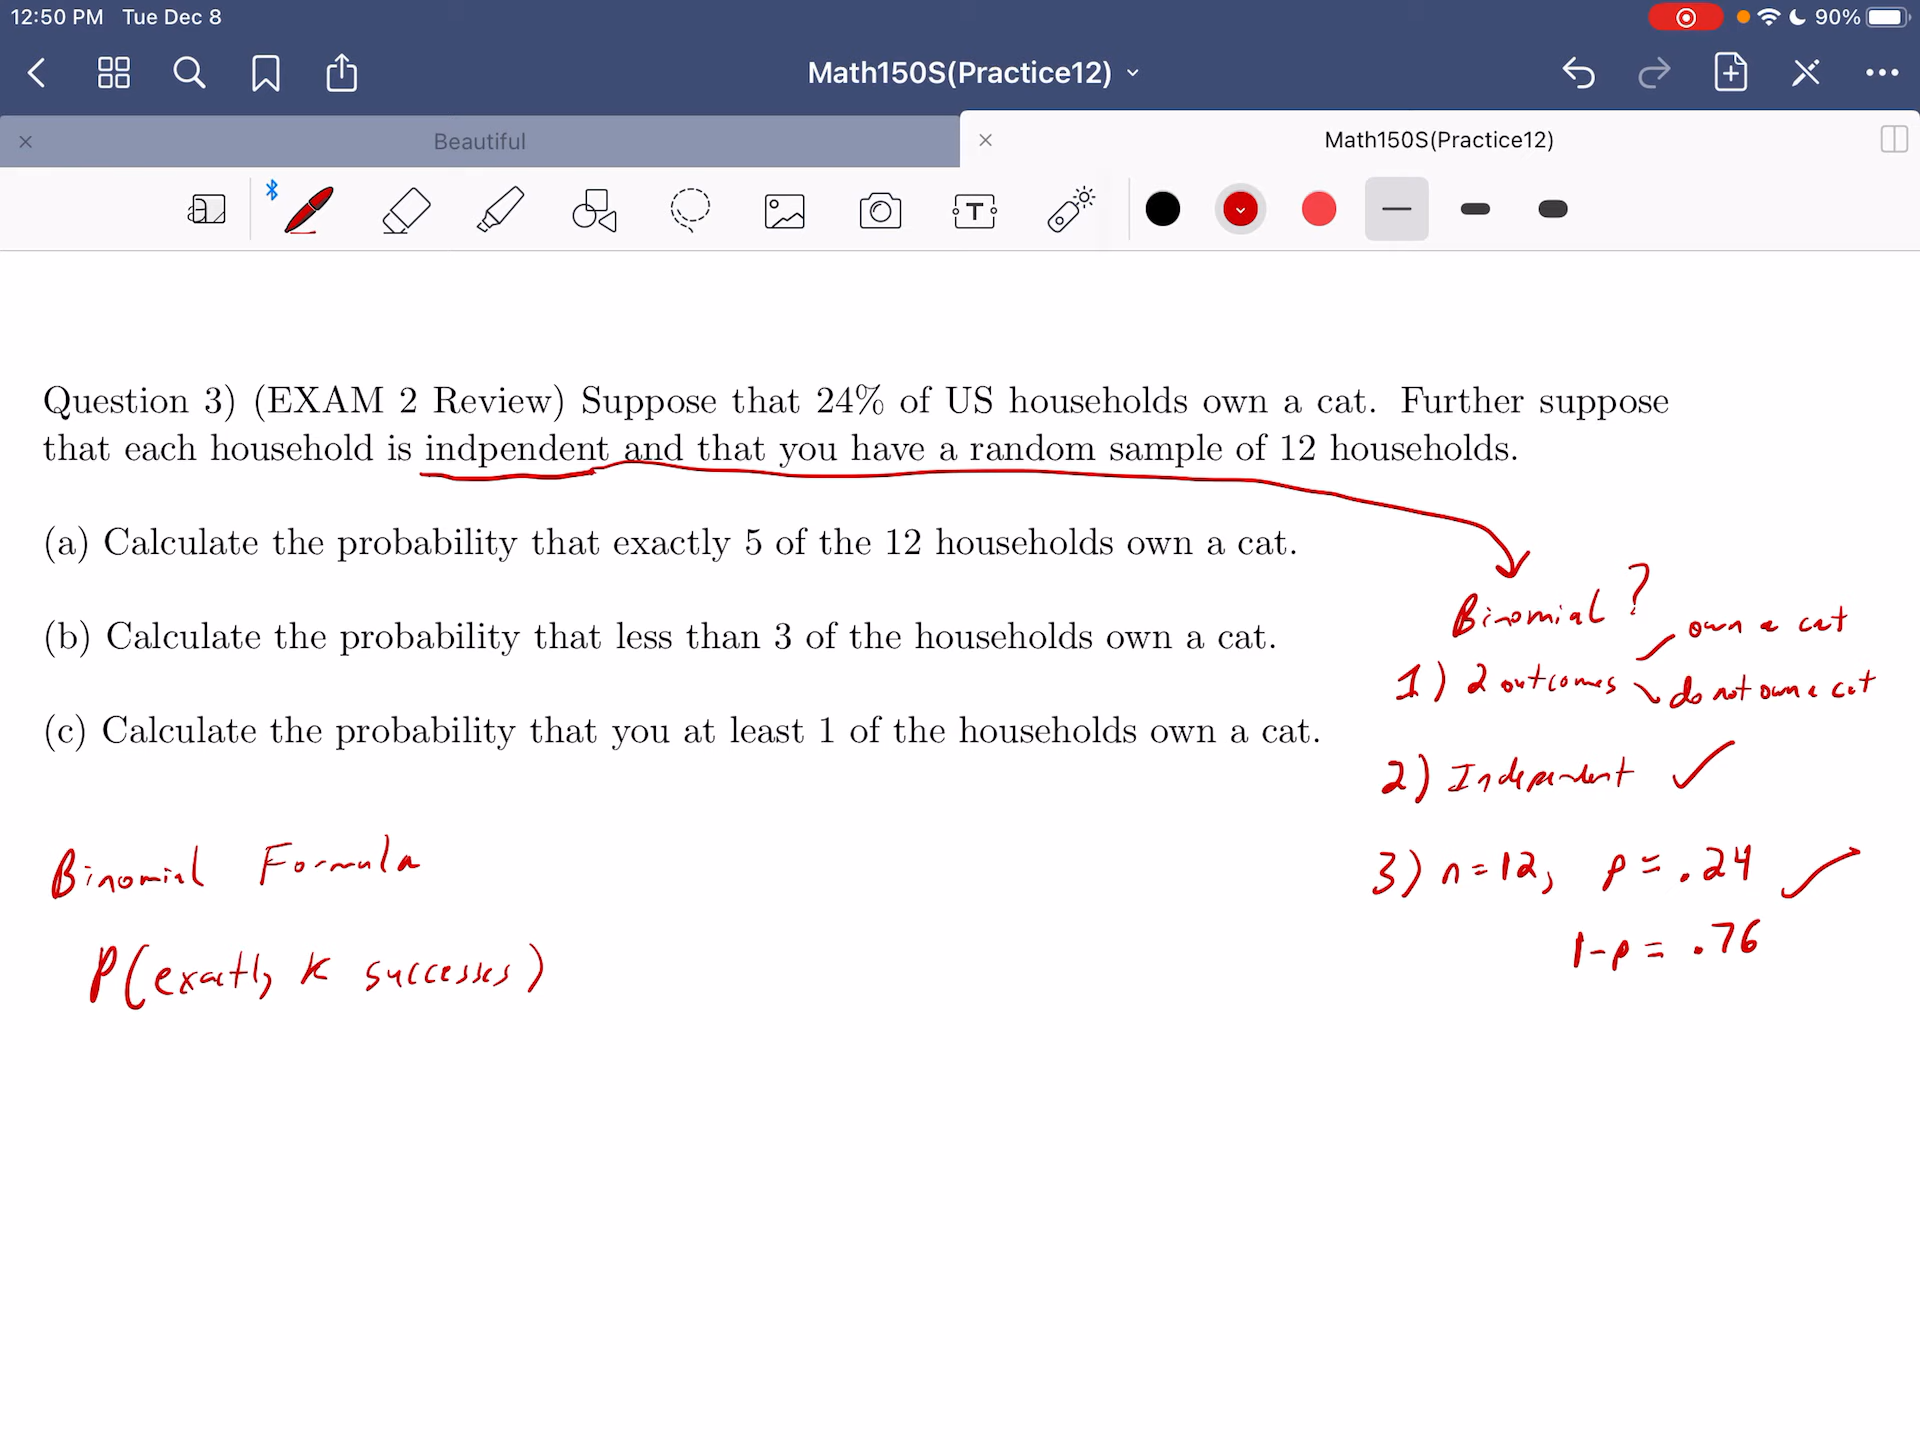 12:50 PM Tue Dec 8
90%
Math150S(Practice12)
Beautiful
Math150S(Practice12)
Question 3) (EXAM 2 Review) Suppose that 24% of US households own a cat. Further suppose
that each household is indpendent and that you have a random sample of 12 households.
(a) Calculate the probability that exactly 5 of the 12 households own a cat.
(b) Calculate the probability that less than 3 of the households own a cat.
(c) Calculate the probability that you at least 1 of the households own a cat.
Binomial ?
own a cat
1) 2 outcomes
do not own a cat
2) Independent ✓
3) n=12, p = .24 ✓
1-p = .76
Binomial Formula
P(exactly k successes)